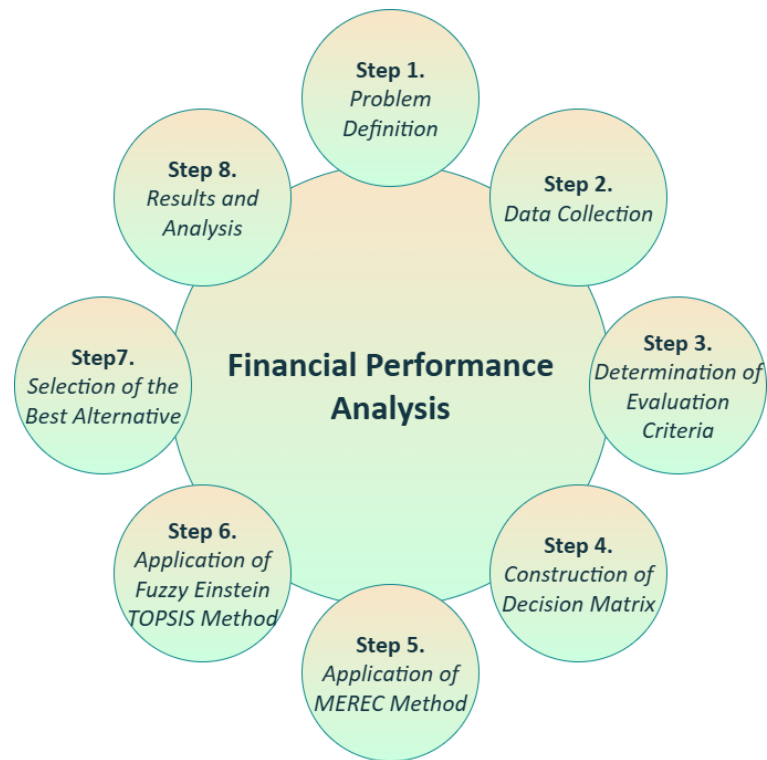 Step 1.
Problem
Definition
Step 2.
Data Collection
Step 3.
Determination of
Evaluation
Criteria
Step 4.
Construction of
Decision Matrix
Step 5.
Application of
MEREC Method
Step 6.
Application of
Fuzzy Einstein
TOPSIS Method
Step7.
Selection of the
Best Alternative
Step 8.
Results and
Analysis
Financial Performance
Analysis